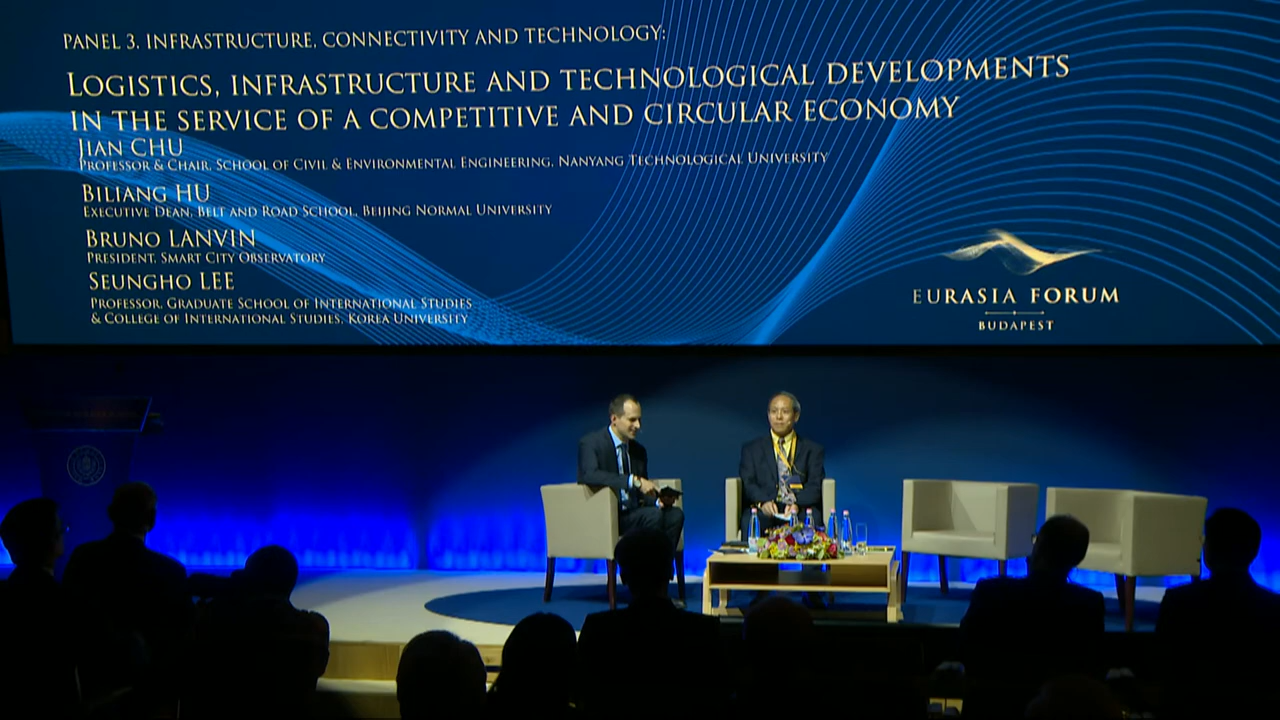 PANEL 3. INFRASTRUCTURE, CONNECTIVITY AND TECHNOLOGY:
LOGISTICS, INFRASTRUCTURE AND TECHNOLOGICAL DEVELOPMENTS
IN THE SERVICE OF A COMPETITIVE AND CIRCULAR ECONOMY
JIAN CHU
PROFESSOR & CHAIR, SCHOOL OF CIVIL & ENVIRONMENTAL ENGINEERING, NANYANG TECHNOLOGICAL UNIVERSITY
BILIANG HU
EXECUTIVE DEAN, BELT AND ROAD SCHOOL, BEIJING NORMAL UNIVERSITY
BRUNO LANVIN
PRESIDENT, SMART CITY OBSERVATORY
SEUNGHO LEE
PROFESSOR, GRADUATE SCHOOL OF INTERNATIONAL STUDIES
& COLLEGE OF INTERNATIONAL STUDIES, KOREA UNIVERSITY
EURASIA FORUM
BUDAPEST